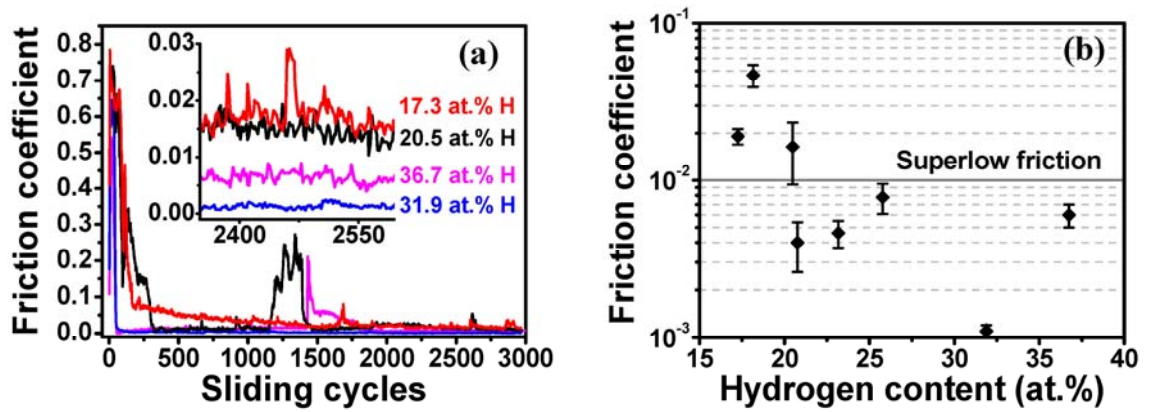 (a)
Friction coefficient
0.8
0.7
0.6
0.5
0.4
0.3
0.2
0.1
0.0
0.03
0.02
0.01
0.00
2400 2550
17.3 at.% H
20.5 at.% H
36.7 at.% H
31.9 at.% H
0 500 1000 1500 2000 2500 3000
Sliding cycles
(b)
Friction coefficient
10⁻¹
10⁻²
10⁻³
Superlow friction
15 20 25 30 35 40
Hydrogen content (at.%)